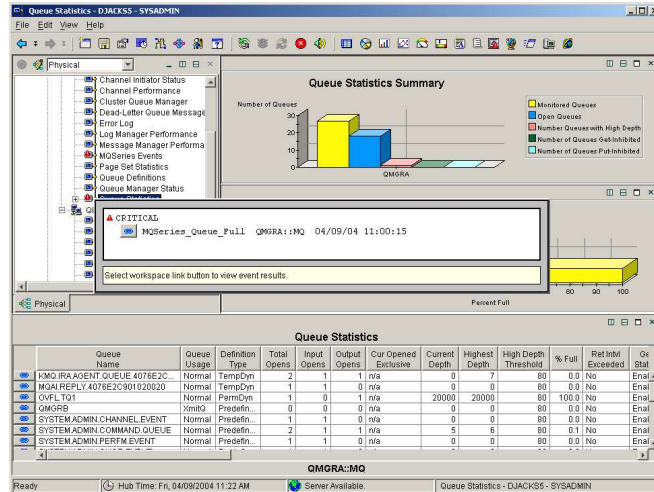 Queue Statistics - DJACKS5 - SYSADMIN
File Edit View Help
Physical
Channel Initiator Status
Channel Performance
Cluster Queue Manager
Dead-Letter Queue Message
Error Log
Log Manager Performance
Message Manager Performa
MQSeries Events
Page Set Statistics
Queue Definitions
Queue Manager Status
Queue Statistics Summary
Number of Queues
30
20
10
0
QMGRA
Monitored Queues
Open Queues
Number Queues with High Depth
Number of Queues Get-Inhibited
Number of Queues Put-Inhibited
CRITICAL
MQSeries_Queue_Full QMGRA::MQ 04/09/04 11:00:15
Select workspace link button to view event results.
80 90 100
Percent Full
Physical
Queue Statistics
Queue Name Queue Usage Definition Type Total Opens Input Opens Output Opens Cur Opened Exclusive Current Depth Highest Depth High Depth Threshold % Full Ret Intvl Exceeded Ge Stat
KMQ.IRA.AGENT.QUEUE.4076E2C... Normal TempDyn 2 1 1 n/a 0 7 80 0.0 No Enal
MQAI.REPLY.4076E2C901020020 Normal TempDyn 1 1 0 n/a 0 0 80 0.0 No Enal
OVFL.TQ1 Normal PermDyn 1 0 1 n/a 20000 20000 80 100.0 No Enal
QMGRB XmitQ Predefin... 0 0 0 n/a 0 0 80 0.0 No Enal
SYSTEM.ADMIN.CHANNEL.EVENT Normal Predefin... 1 1 0 n/a 0 0 80 0.0 No Enal
SYSTEM.ADMIN.COMMAND.QUEUE Normal Predefin... 2 1 1 n/a 5 6 80 0.1 No Enal
SYSTEM.ADMIN.PERFM.EVENT Normal Predefin... 1 1 0 n/a 0 0 80 0.0 No Enal
QMGRA::MQ
Ready
Hub Time: Fri, 04/09/2004 11:22 AM
Server Available.
Queue Statistics - DJACKS5 - SYSADMIN